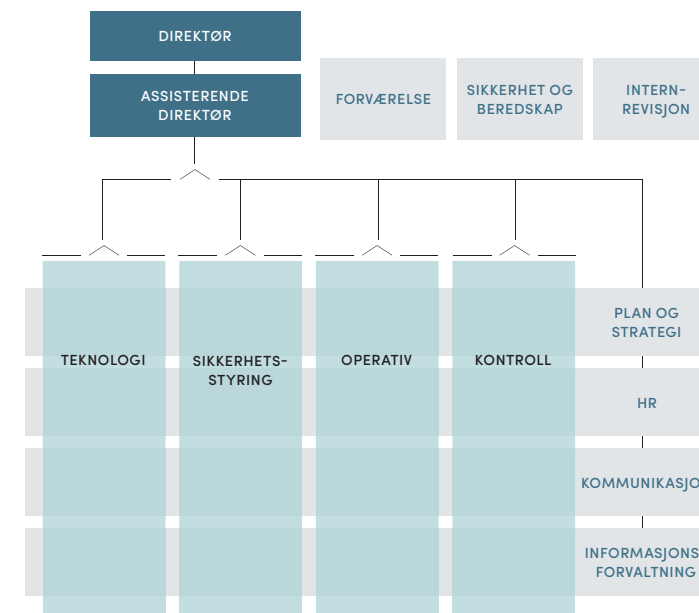 DIREKTØR
ASSISTERENDE
DIREKTØR
FORVÆRELSE
SIKKERHET OG
BEREDSKAP
INTERN-
REVISJON
TEKNOLOGI
SIKKERHETS-
STYRING
OPERATIV
KONTROLL
PLAN OG
STRATEGI
HR
KOMMUNIKASJO
INFORMASJONS
FORVALTNING